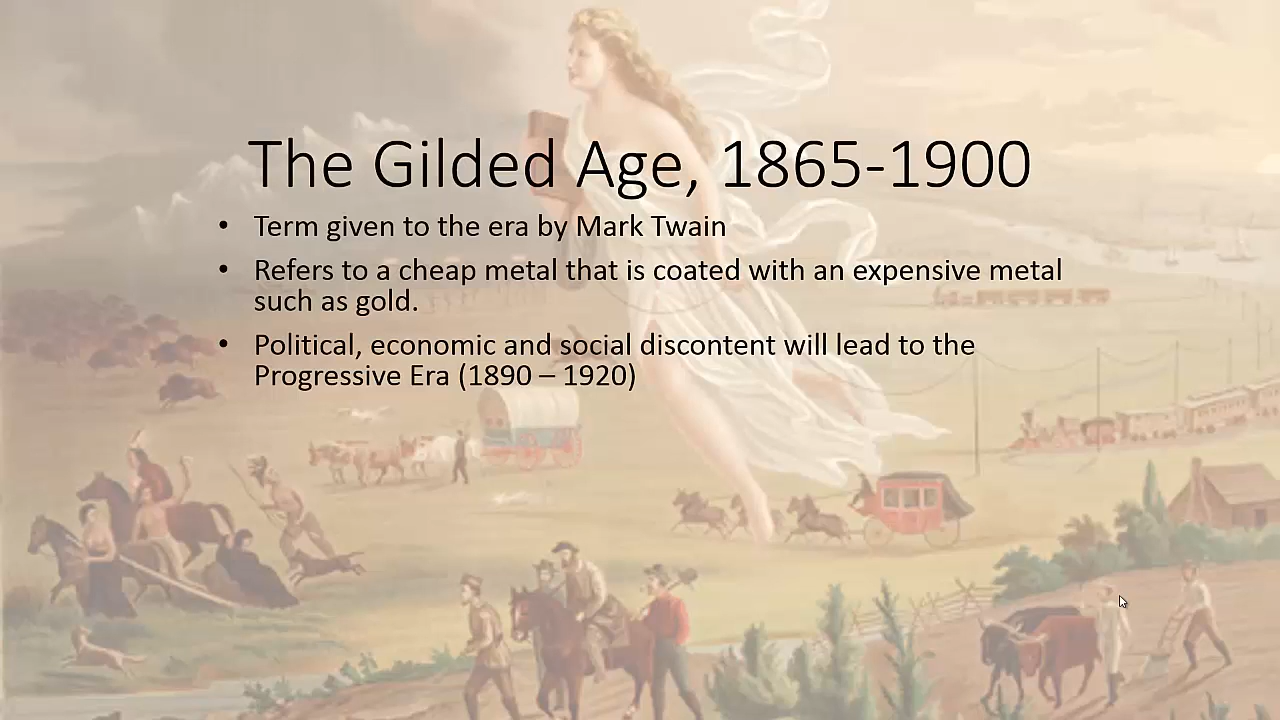 The Gilded Age, 1865-1900
• Term given to the era by Mark Twain
• Refers to a cheap metal that is coated with an expensive metal
such as gold.
• Political, economic and social discontent will lead to the
Progressive Era (1890 – 1920)